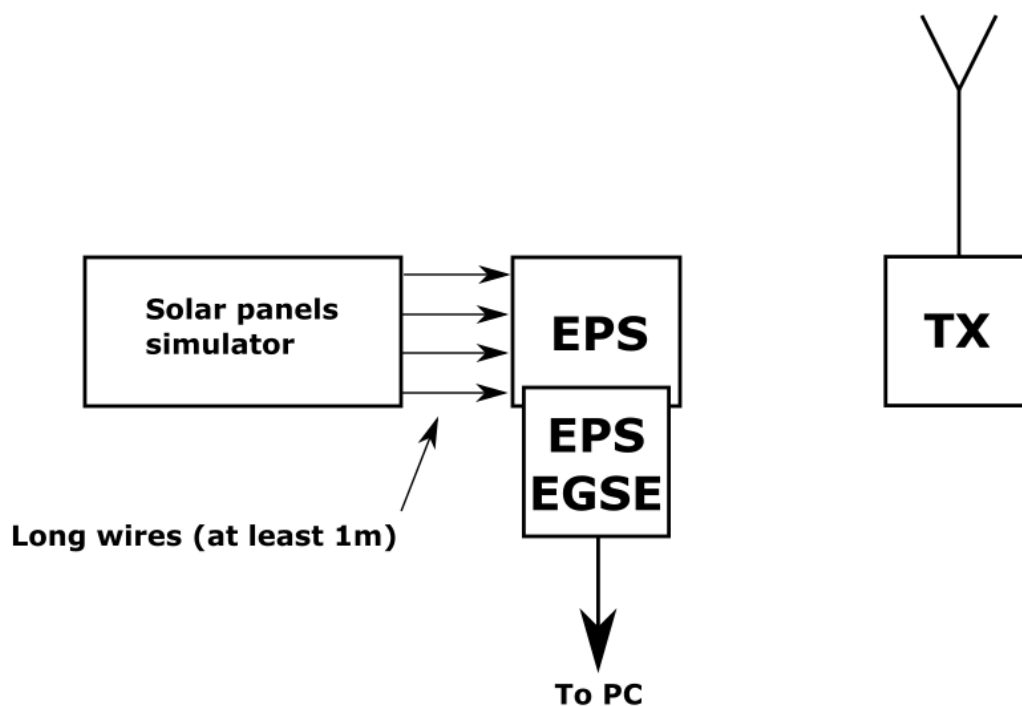 Solar panels
simulator
EPS
TX
EPS
EGSE
Long wires (at least 1m)
To PC